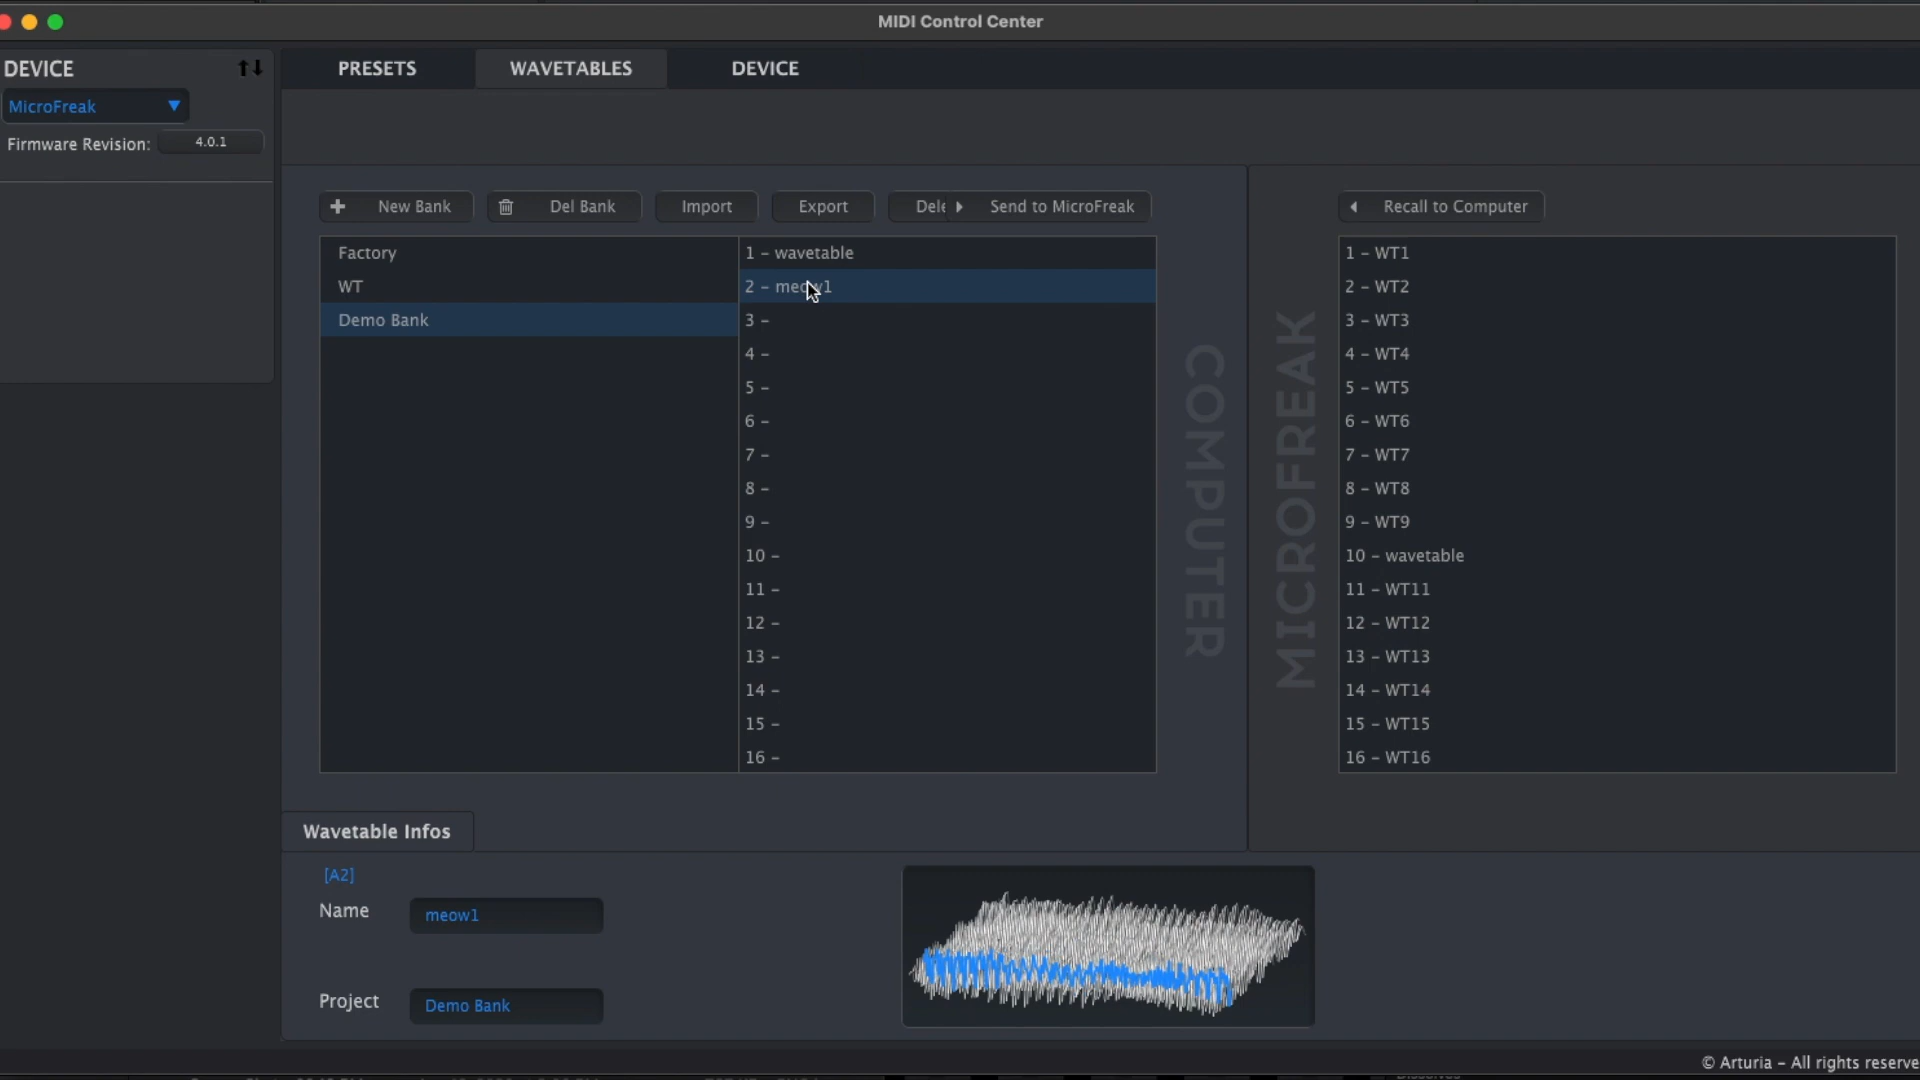 MIDI Control Center
DEVICE
MicroFreak
Firmware Revision: 4.0.1
PRESETS WAVETABLES DEVICE
New Bank Del Bank Import Export Dele Send to MicroFreak
Recall to Computer
Factory
WT
Demo Bank
1 – wavetable
2 – meow1
3 –
4 –
5 –
6 –
7 –
8 –
9 –
10 –
11 –
12 –
13 –
14 –
15 –
16 –
COMPUTER
MICROFREAK
1 – WT1
2 – WT2
3 – WT3
4 – WT4
5 – WT5
6 – WT6
7 – WT7
8 – WT8
9 – WT9
10 – wavetable
11 – WT11
12 – WT12
13 – WT13
14 – WT14
15 – WT15
16 – WT16
Wavetable Infos
[A2]
Name meow1
Project Demo Bank
© Arturia – All rights reserve